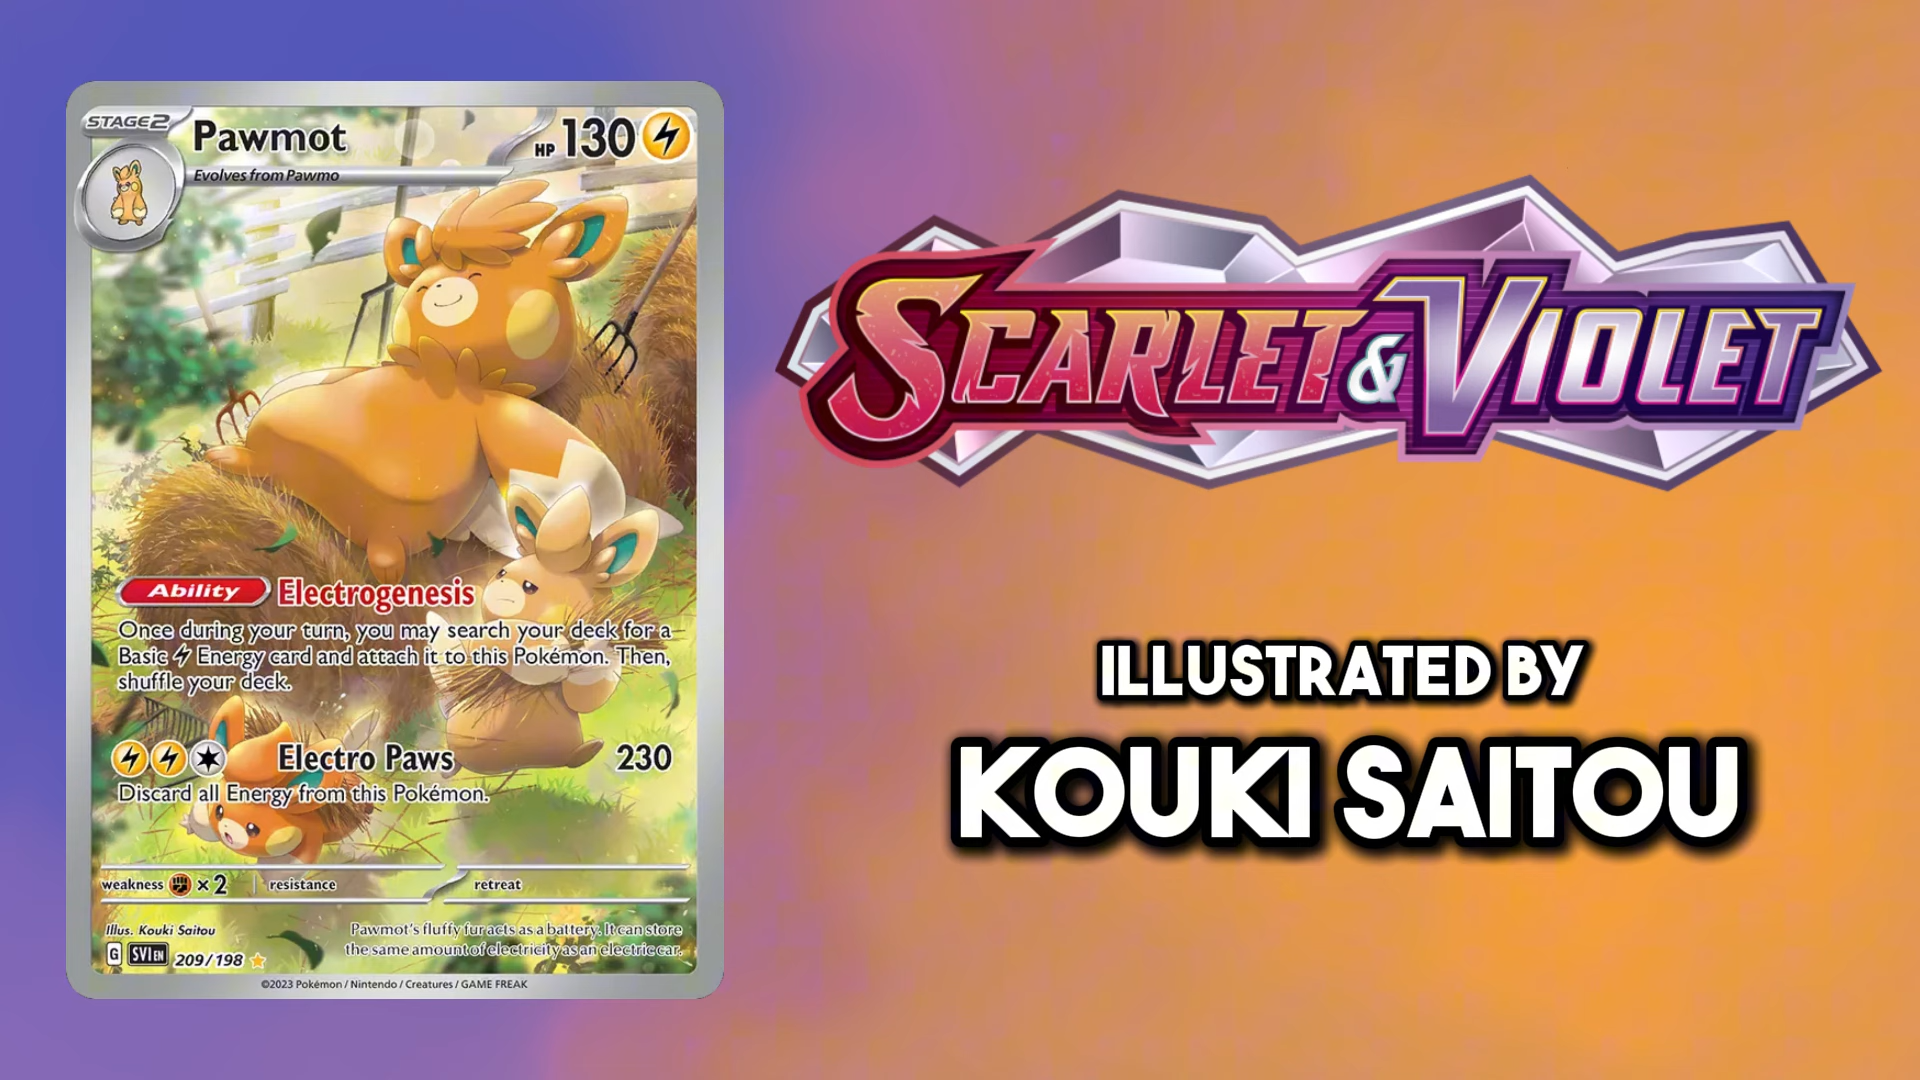 STAGE2
Pawmot
HP 130
Evolves from Pawmo
Ability Electrogenesis
Once during your turn, you may search your deck for a
Basic Energy card and attach it to this Pokémon. Then,
shuffle your deck.
Electro Paws 230
Discard all Energy from this Pokémon.
weakness ×2 resistance retreat
Illus. Kouki Saitou
G SVI EN 209/198
Pawmot's fluffy fur acts as a battery. It can store
the same amount of electricity as an electric car.
©2023 Pokémon / Nintendo / Creatures / GAME FREAK
SCARLET & VIOLET
ILLUSTRATED BY
KOUKI SAITOU